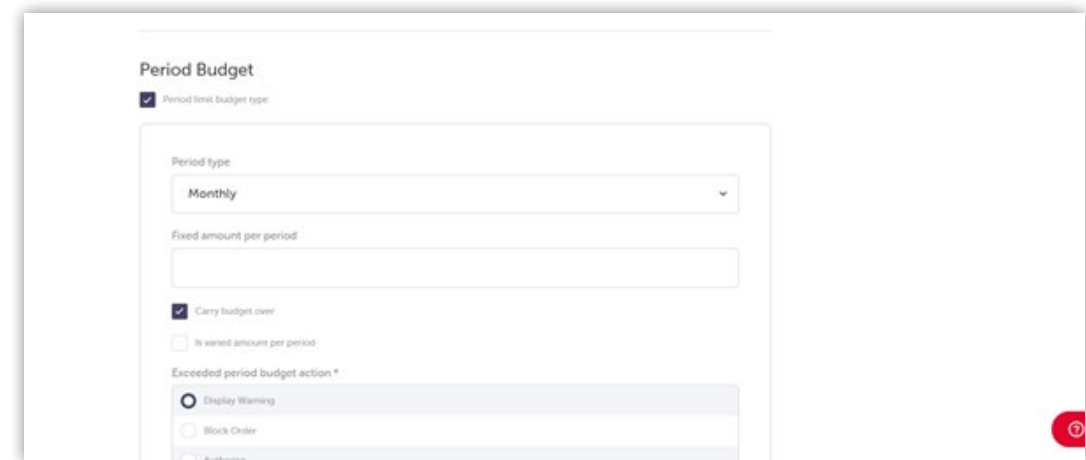 Period Budget
Period limit budget type
Period type
Monthly
Fixed amount per period
Carry budget over
Is varied amount per period
Exceeded period budget action *
Display Warning
Block Order
Authorise